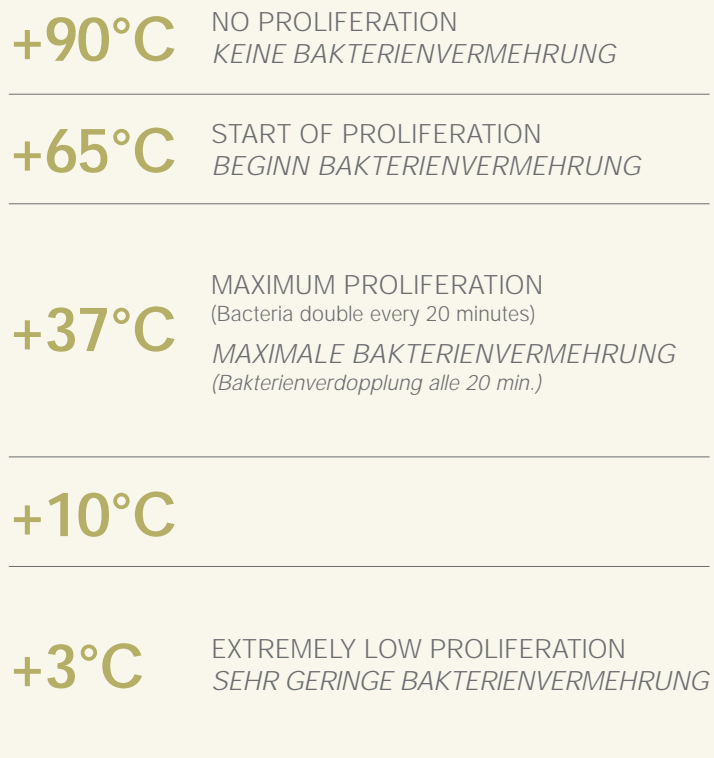 +90°C
NO PROLIFERATION
KEINE BAKTERIENVERMEHRUNG
+65°C
START OF PROLIFERATION
BEGINN BAKTERIENVERMEHRUNG
+37°C
MAXIMUM PROLIFERATION
(Bacteria double every 20 minutes)
MAXIMALE BAKTERIENVERMEHRUNG
(Bakterienverdopplung alle 20 min.)
+10°C
+3°C
EXTREMELY LOW PROLIFERATION
SEHR GERINGE BAKTERIENVERMEHRUNG